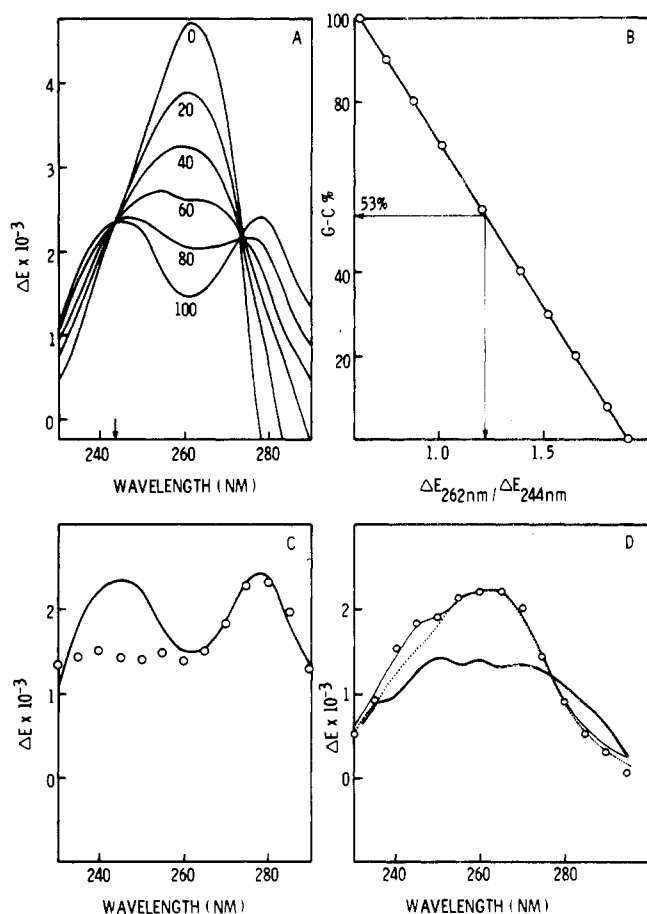 A
0
20
40
60
80
100
4
3
2
1
0
ΔE x 10⁻³
240 260 280
WAVELENGTH (NM)
B
100
80
53%
40
20
G-C %
1.0 1.5
ΔE262nm / ΔE244nm
C
2
1
0
ΔE x 10⁻³
240 260 280
WAVELENGTH (NM)
D
2
1
0
ΔE x 10⁻³
240 260 280
WAVELENGTH (NM)